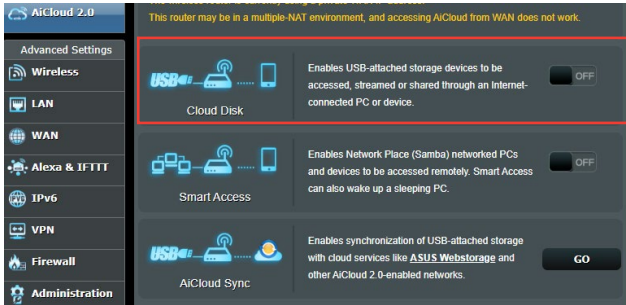 AiCloud 2.0
This router may be in a multiple-NAT environment, and accessing AiCloud from WAN does not work.
Advanced Settings
Wireless
LAN
WAN
Alexa & IFTTT
IPv6
VPN
Firewall
Administration
USB
Cloud Disk
Enables USB-attached storage devices to be
accessed, streamed or shared through an Internet-
connected PC or device.
OFF
Smart Access
Enables Network Place (Samba) networked PCs
and devices to be accessed remotely. Smart Access
can also wake up a sleeping PC.
OFF
USB
AiCloud Sync
Enables synchronization of USB-attached storage
with cloud services like ASUS Webstorage and
other AiCloud 2.0-enabled networks.
GO